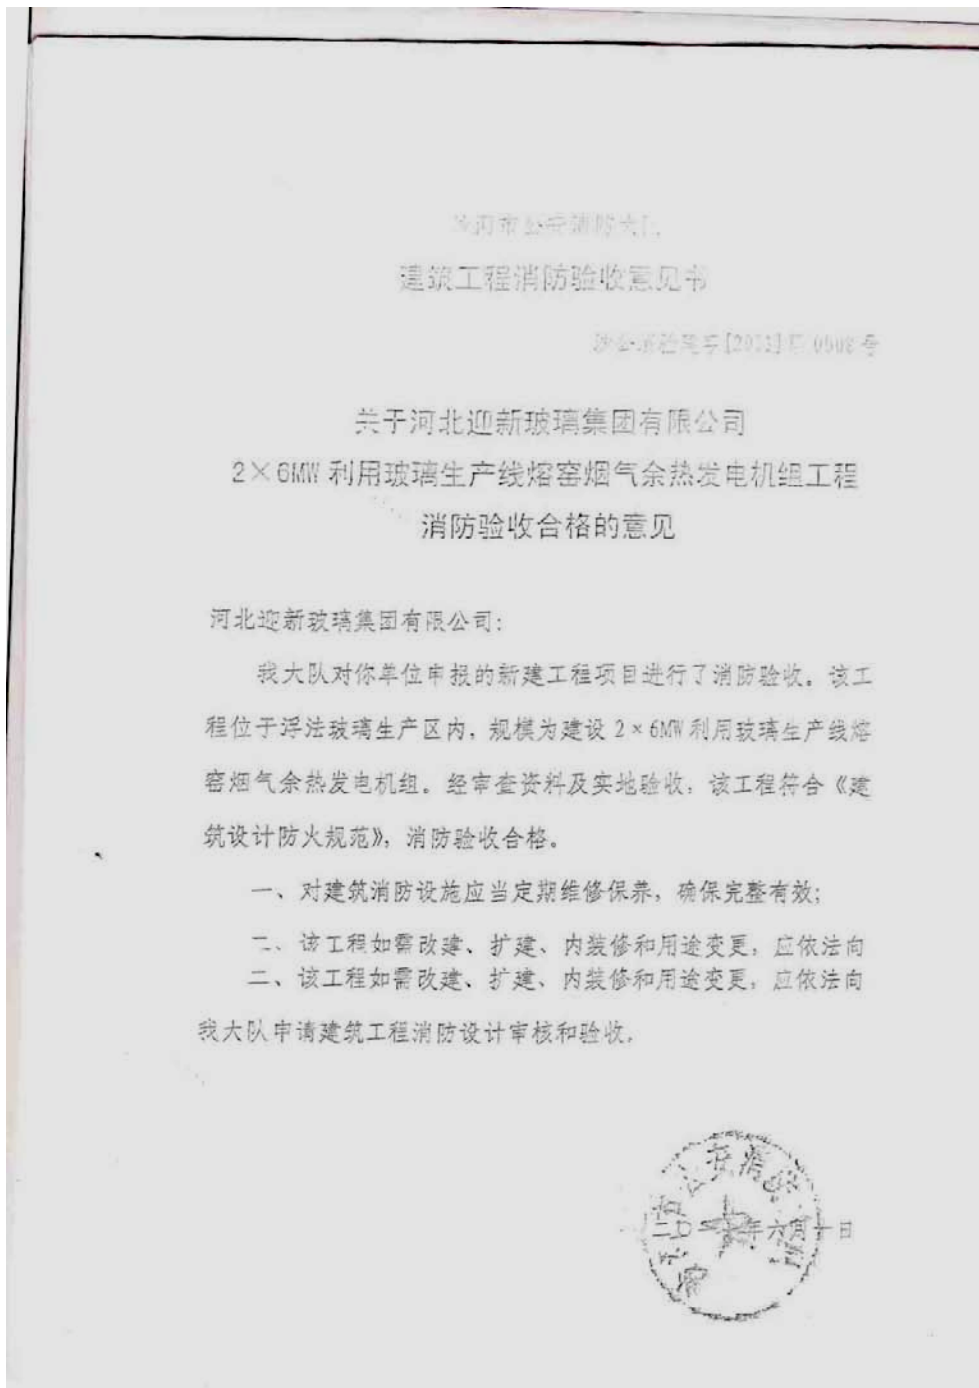 建筑工程消防验收意见书
关于河北迎新玻璃集团有限公司
2×6MW 利用玻璃生产线熔窑烟气余热发电机组工程
消防验收合格的意见
河北迎新玻璃集团有限公司:
我大队对你单位申报的新建工程项目进行了消防验收。该工
程位于浮法玻璃生产区内，规模为建设 2×6MW 利用玻璃生产线熔
窑烟气余热发电机组。经审查资料及实地验收，该工程符合《建
筑设计防火规范》，消防验收合格。
一、对建筑消防设施应当定期维修保养，确保完整有效;
二、该工程如需改建、扩建、内装修和用途变更，应依法向
二、该工程如需改建、扩建、内装修和用途变更，应依法向
我大队申请建筑工程消防设计审核和验收。
年六月十日